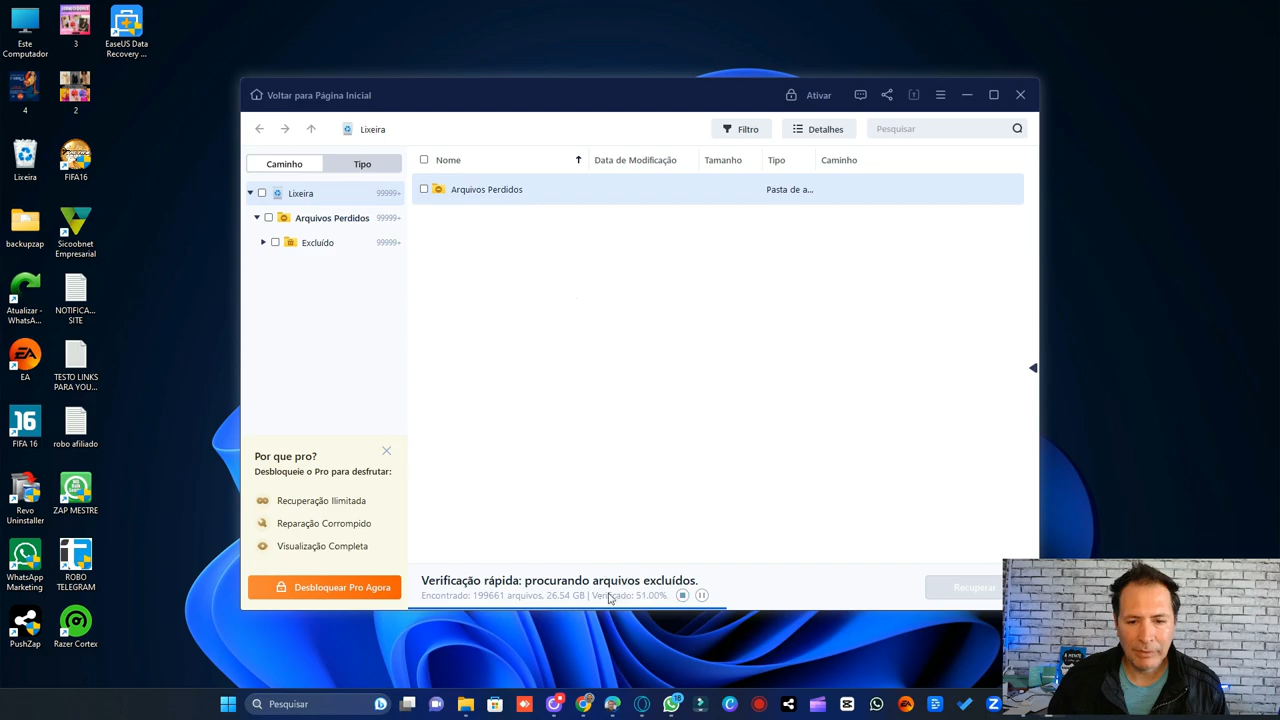 Este
Computador
3
EaseUS Data
Recovery ...
4
2
Lixeira
FIFA16
backupzap
Sicoobnet
Empresarial
Atualizar -
WhatsA...
NOTIFICA...
SITE
EA
TESTO LINKS
PARA YOU...
FIFA 16
robo afiliado
Revo
Uninstaller
ZAP MESTRE
WhatsApp
Marketing
ROBO
TELEGRAM
PushZap
Razer Cortex
Voltar para Página Inicial
Ativar
Lixeira
Filtro
Detalhes
Pesquisar
Caminho
Tipo
Nome
Data de Modificação
Tamanho
Tipo
Caminho
Lixeira
99999+
Arquivos Perdidos
99999+
Excluído
99999+
Arquivos Perdidos
Pasta de a...
Por que pro?
Desbloqueie o Pro para desfrutar:
Recuperação Ilimitada
Reparação Corrompido
Visualização Completa
Desbloquear Pro Agora
Verificação rápida: procurando arquivos excluídos.
Encontrado: 199661 arquivos, 26.54 GB | Verificado: 51.00%
Recuperar
Pesquisar
18
A MENTE